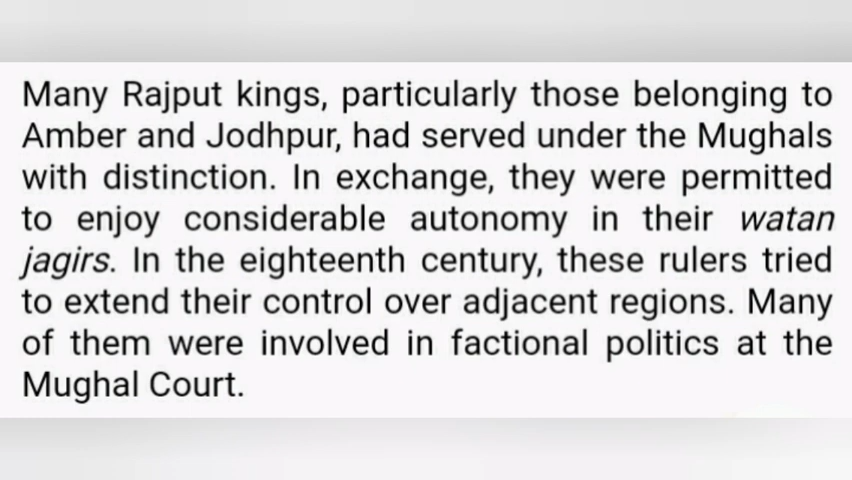 Many Rajput kings, particularly those belonging to
Amber and Jodhpur, had served under the Mughals
with distinction. In exchange, they were permitted
to enjoy considerable autonomy in their watan
jagirs. In the eighteenth century, these rulers tried
to extend their control over adjacent regions. Many
of them were involved in factional politics at the
Mughal Court.